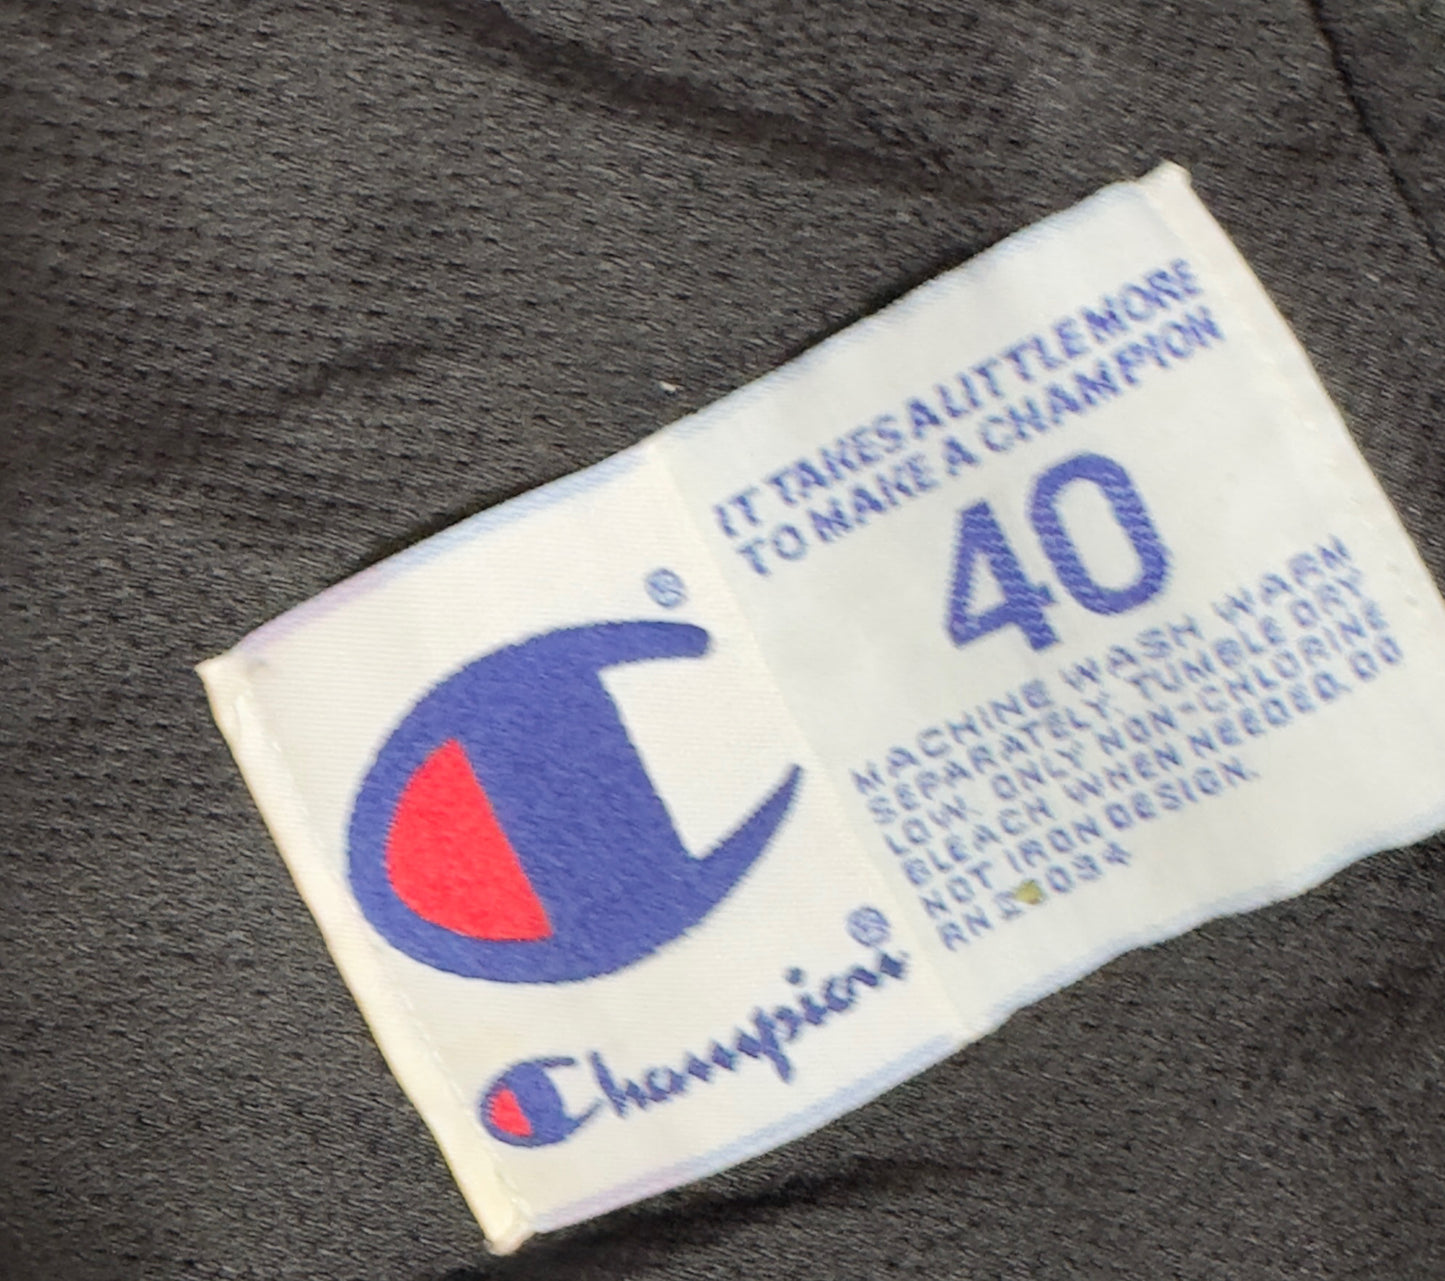 ®
Champion®
IT TAKES A LITTLE MORE
TO MAKE A CHAMPION
40
MACHINE WASH WARM
SEPARATELY. TUMBLE DRY
LOW. ONLY NON-CHLORINE
BLEACH WHEN NEEDED. DO
NOT IRON DESIGN.
RN